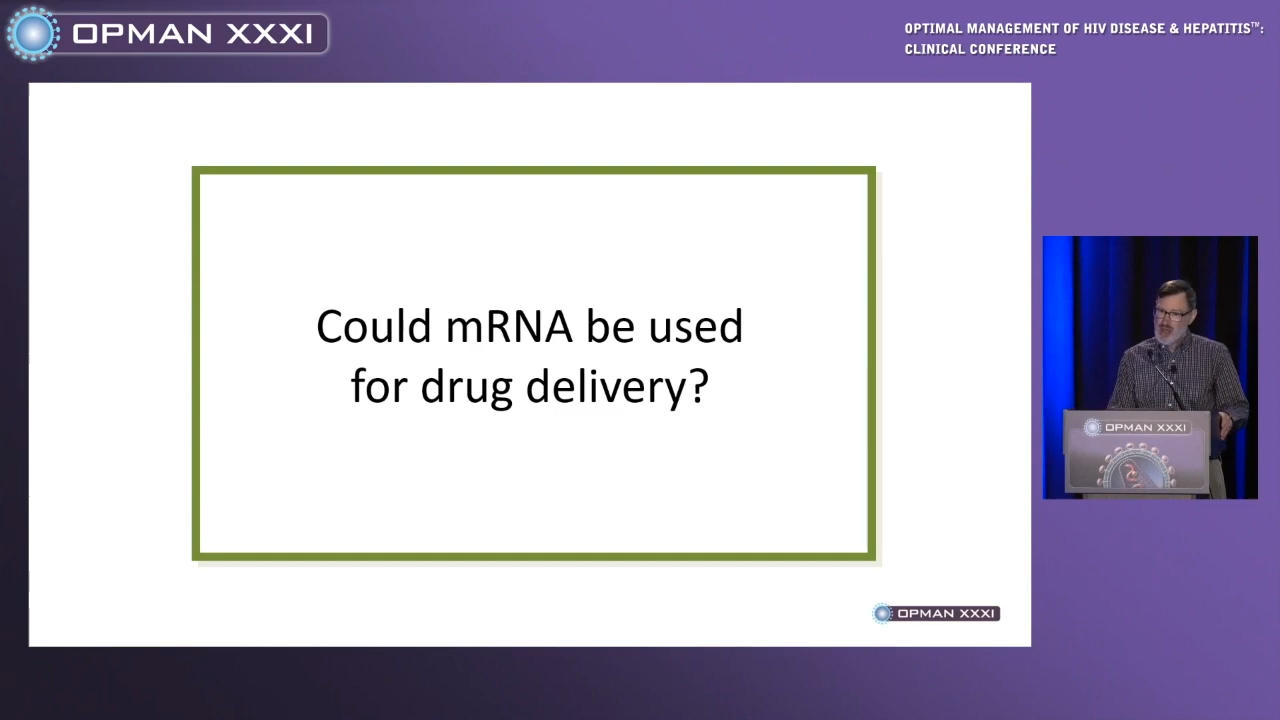 OPMAN XXXI
OPTIMAL MANAGEMENT OF HIV DISEASE & HEPATITIS™:
CLINICAL CONFERENCE
Could mRNA be used
for drug delivery?
OPMAN XXXI
OPMAN XXXI